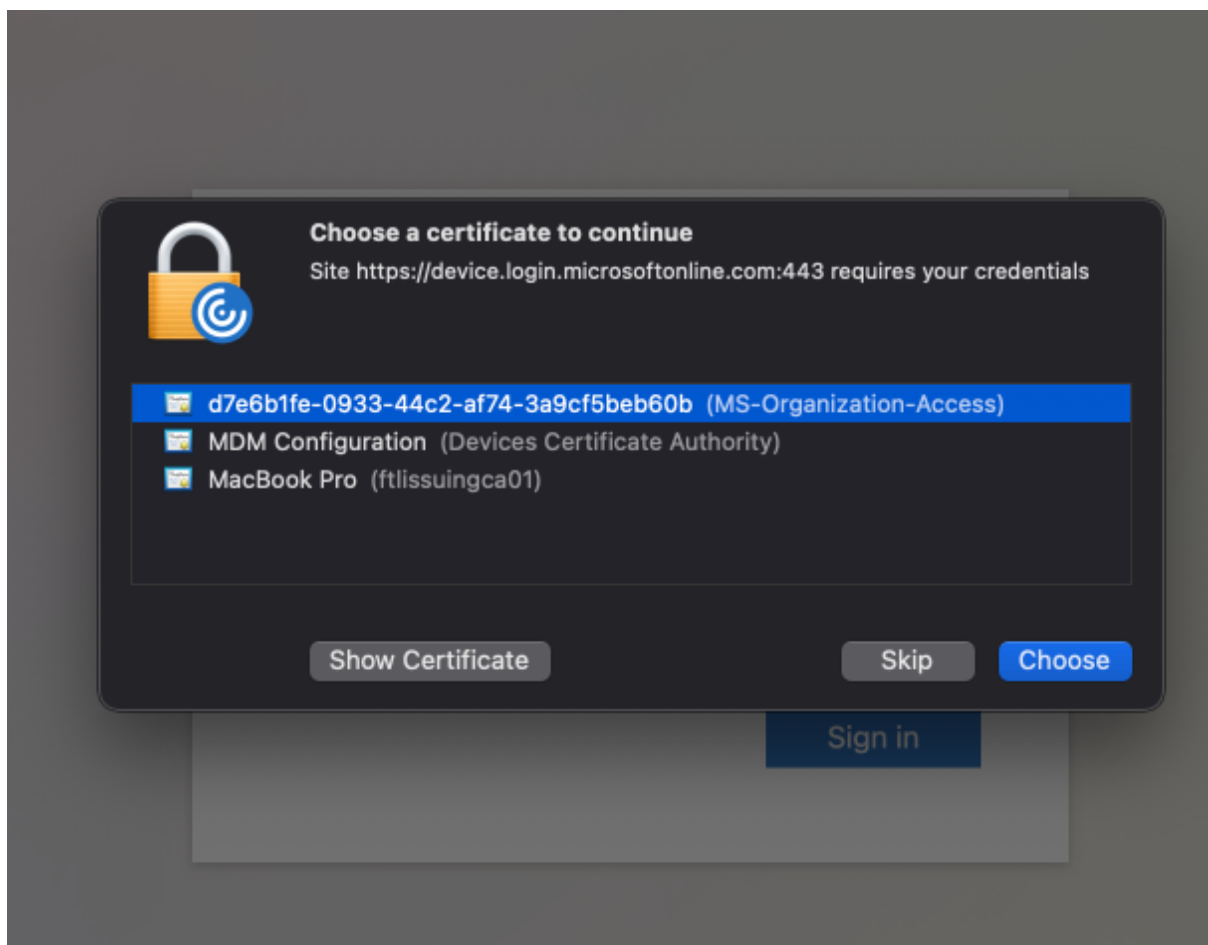 Choose a certificate to continue
Site https://device.login.microsoftonline.com:443 requires your credentials
d7e6b1fe-0933-44c2-af74-3a9cf5beb60b (MS-Organization-Access)
MDM Configuration (Devices Certificate Authority)
MacBook Pro (ftlissuingca01)
Show Certificate Skip Choose
Sign in